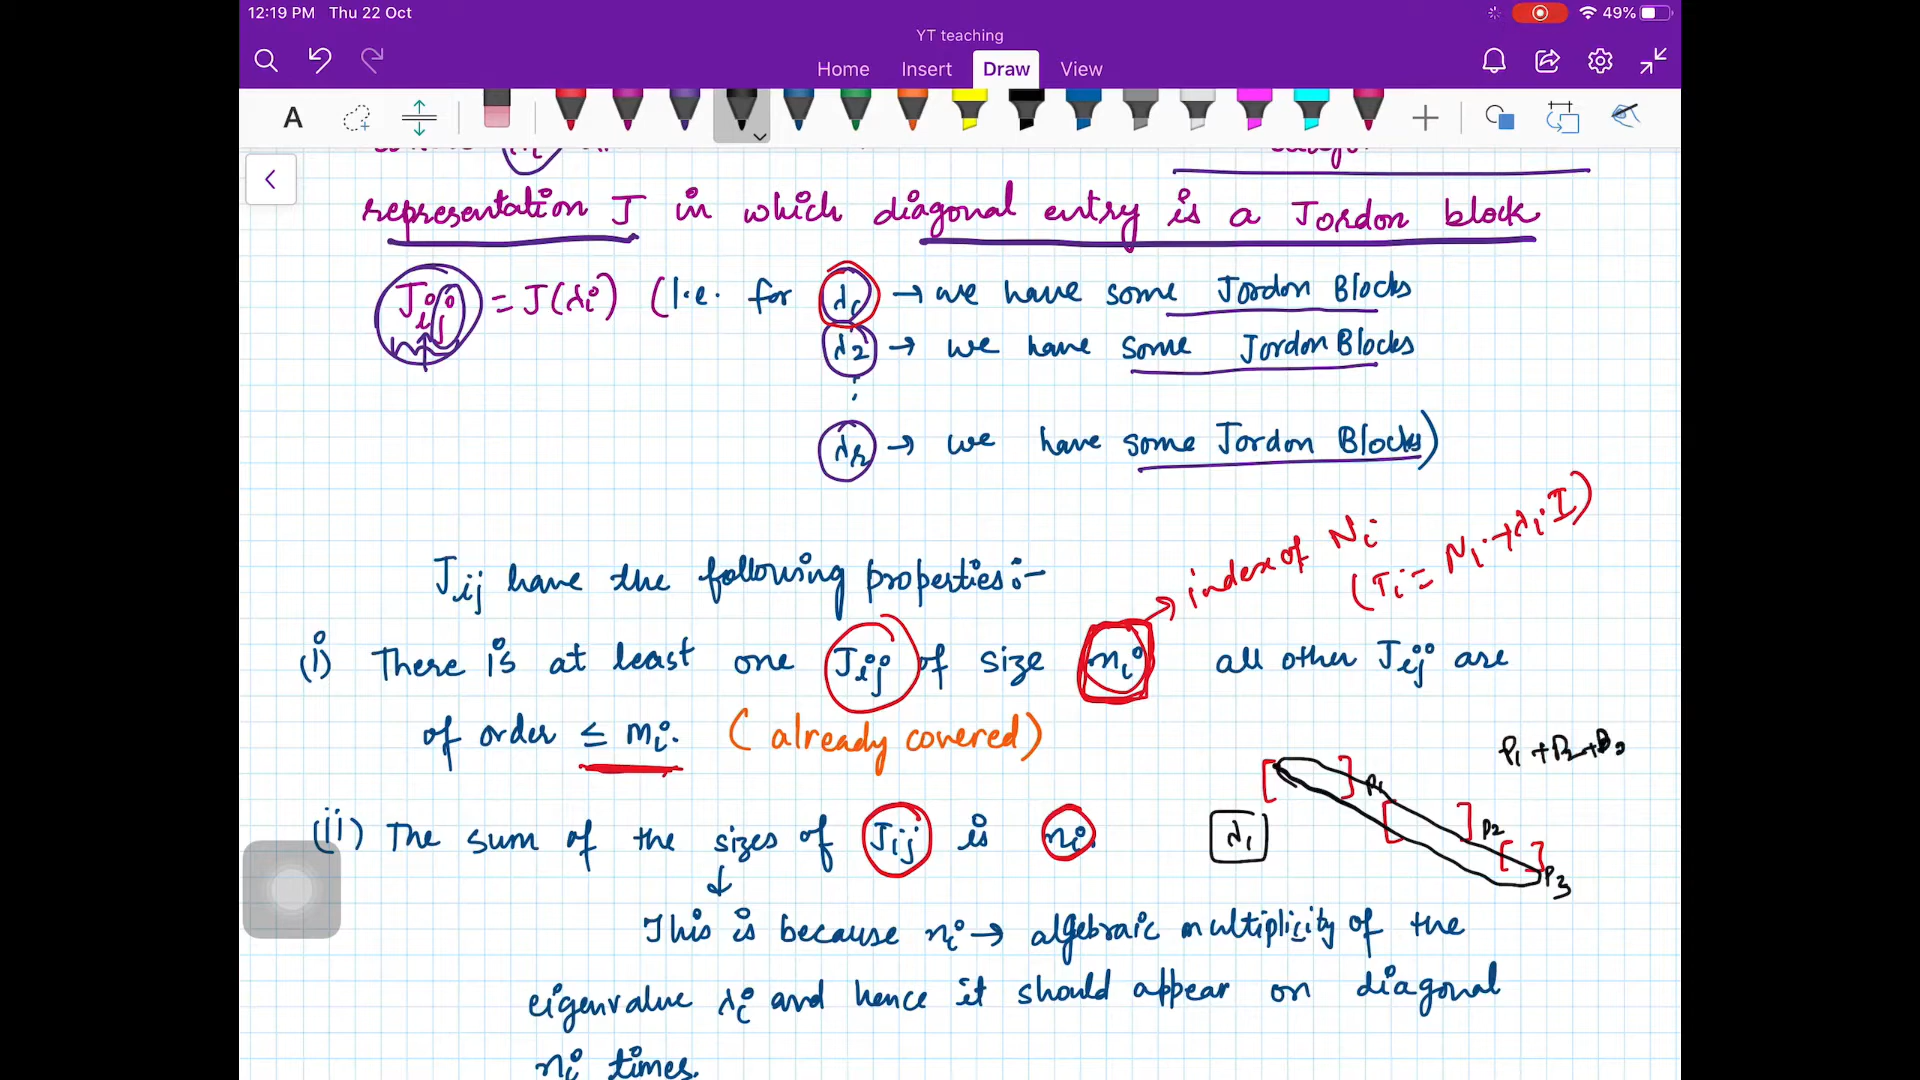 12:19 PM Thu 22 Oct
49%
YT teaching
Home Insert Draw View
A
representation J in which diagonal entry is a Jordon block
Jij = J(λi) (I.e. for λ1 → we have some Jordon Blocks
λ2 → we have some Jordon Blocks
λr → we have some Jordon Blocks)
index of Ni
(Ti = Ni + λiI)
Jij have the following properties:-
(i) There is at least one Jij of size mi all other Jij are
of order ≤ mi. (already covered)
P1 + P2 + P3
P1
(ii) The sum of the sizes of Jij is ni.
λ1
P2
P3
This is because ni → algebraic multiplicity of the
eigenvalue λi and hence it should appear on diagonal
ni times.